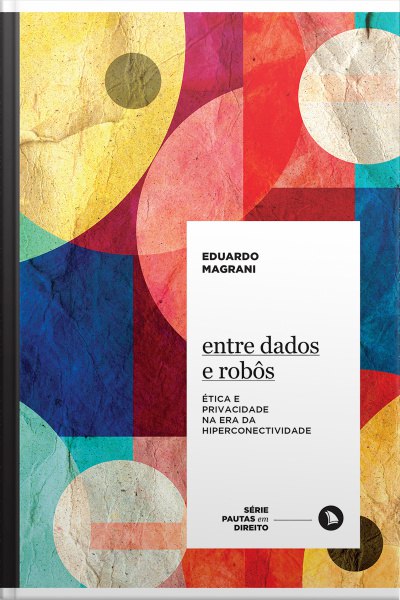 EDUARDO
MAGRANI
entre dados
e robôs
ÉTICA E
PRIVACIDADE
NA ERA DA
HIPERCONECTIVIDADE
SÉRIE
PAUTAS em
DIREITO